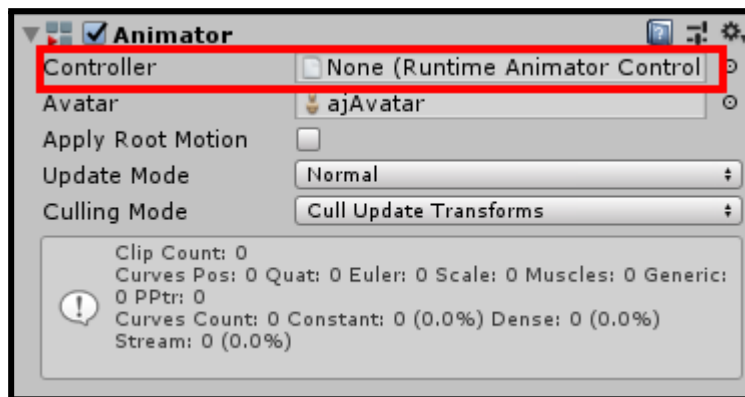 Animator
Controller None (Runtime Animator Control
Avatar ajAvatar
Apply Root Motion
Update Mode Normal
Culling Mode Cull Update Transforms
Clip Count: 0
Curves Pos: 0 Quat: 0 Euler: 0 Scale: 0 Muscles: 0 Generic:
0 PPtr: 0
Curves Count: 0 Constant: 0 (0.0%) Dense: 0 (0.0%)
Stream: 0 (0.0%)